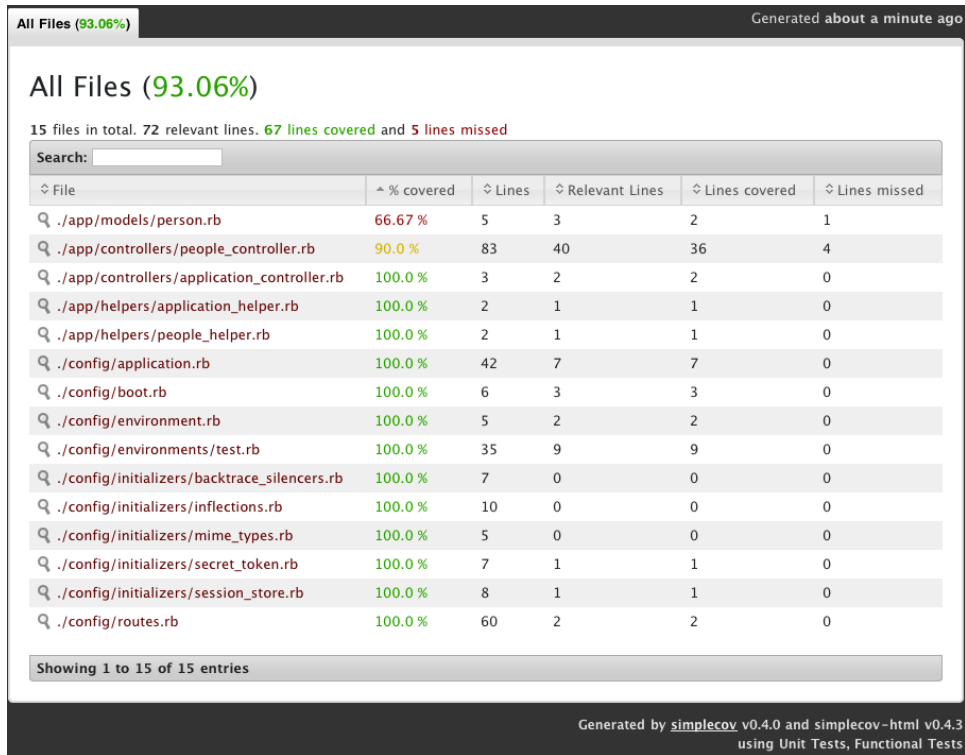 All Files (93.06%)
Generated about a minute ago
All Files (93.06%)
15 files in total. 72 relevant lines. 67 lines covered and 5 lines missed
Search:
File % covered Lines Relevant Lines Lines covered Lines missed
./app/models/person.rb 66.67 % 5 3 2 1
./app/controllers/people_controller.rb 90.0 % 83 40 36 4
./app/controllers/application_controller.rb 100.0 % 3 2 2 0
./app/helpers/application_helper.rb 100.0 % 2 1 1 0
./app/helpers/people_helper.rb 100.0 % 2 1 1 0
./config/application.rb 100.0 % 42 7 7 0
./config/boot.rb 100.0 % 6 3 3 0
./config/environment.rb 100.0 % 5 2 2 0
./config/environments/test.rb 100.0 % 35 9 9 0
./config/initializers/backtrace_silencers.rb 100.0 % 7 0 0 0
./config/initializers/inflections.rb 100.0 % 10 0 0 0
./config/initializers/mime_types.rb 100.0 % 5 0 0 0
./config/initializers/secret_token.rb 100.0 % 7 1 1 0
./config/initializers/session_store.rb 100.0 % 8 1 1 0
./config/routes.rb 100.0 % 60 2 2 0
Showing 1 to 15 of 15 entries
Generated by simplecov v0.4.0 and simplecov-html v0.4.3
using Unit Tests, Functional Tests